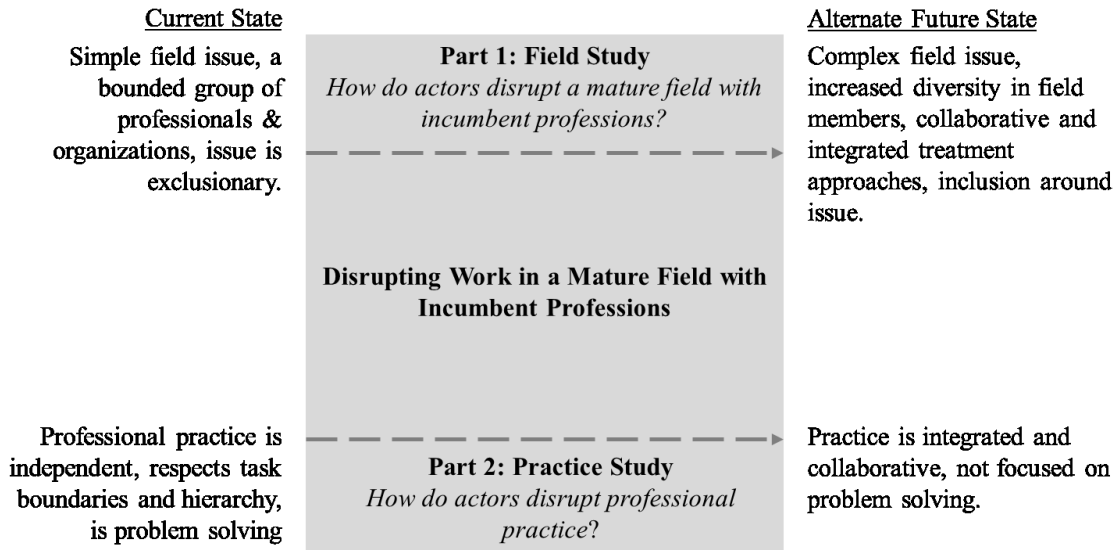 Current State
Simple field issue, a
bounded group of
professionals &
organizations, issue is
exclusionary.
Part 1: Field Study
How do actors disrupt a mature field with
incumbent professions?
Alternate Future State
Complex field issue,
increased diversity in field
members, collaborative and
integrated treatment
approaches, inclusion around
issue.
Disrupting Work in a Mature Field with
Incumbent Professions
Professional practice is
independent, respects task
boundaries and hierarchy,
is problem solving
Part 2: Practice Study
How do actors disrupt professional
practice?
Practice is integrated and
collaborative, not focused on
problem solving.